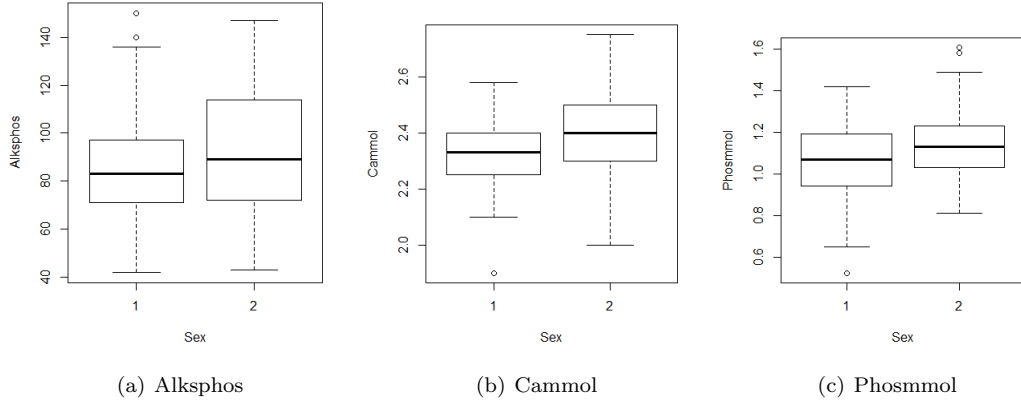 Alksphos
40
60
80
100
120
140
1
2
Sex
(a) Alksphos
Cammol
2.0
2.2
2.4
2.6
1
2
Sex
(b) Cammol
Phosmmol
0.6
0.8
1.0
1.2
1.4
1.6
1
2
Sex
(c) Phosmmol